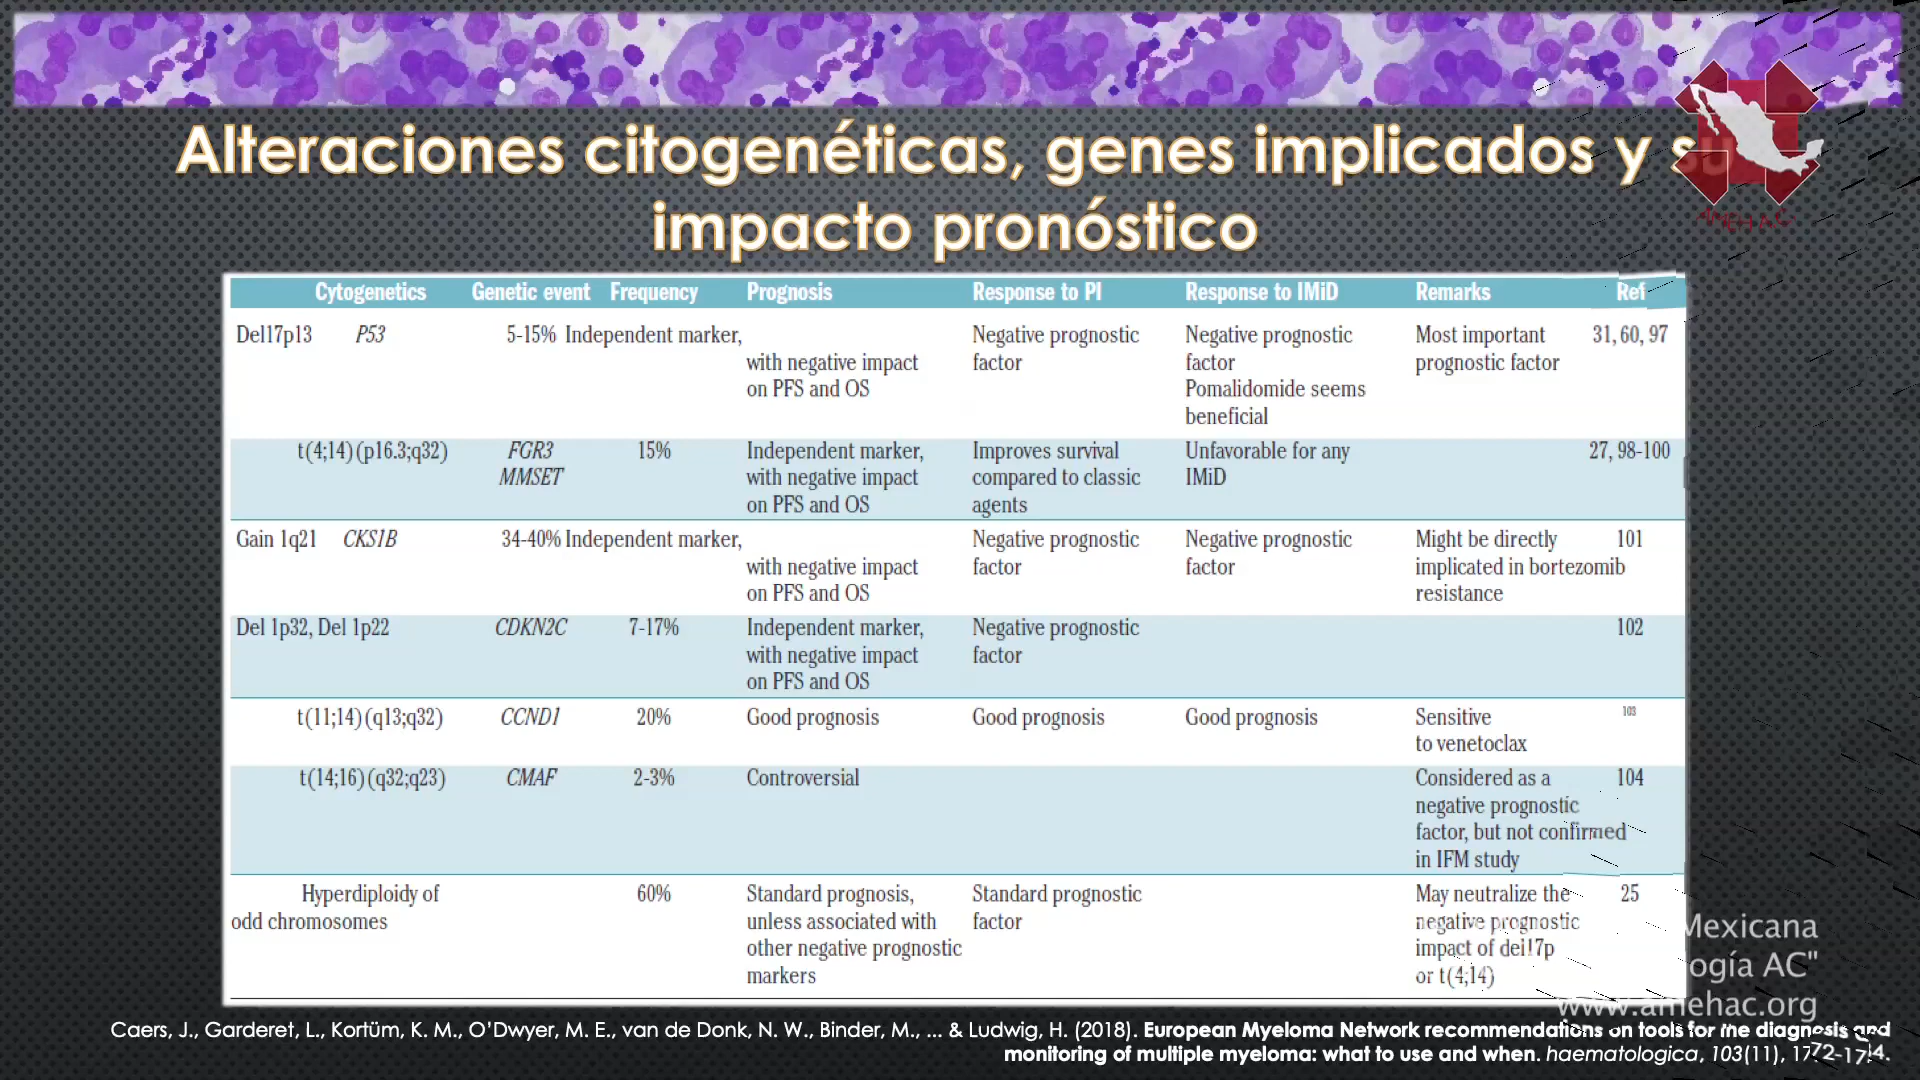 Alteraciones citogenéticas, genes implicados y su
impacto pronóstico
AMEH A.C.
Cytogenetics Genetic event Frequency Prognosis Response to PI Response to IMiD Remarks Ref
Del17p13 P53 5-15% Independent marker, Negative prognostic Negative prognostic Most important 31, 60, 97
with negative impact factor factor prognostic factor
on PFS and OS Pomalidomide seems
beneficial
t(4;14)(p16.3;q32) FGR3 15% Independent marker, Improves survival Unfavorable for any 27, 98-100
MMSET with negative impact compared to classic IMiD
on PFS and OS agents
Gain 1q21 CKS1B 34-40% Independent marker, Negative prognostic Negative prognostic Might be directly 101
with negative impact factor factor implicated in bortezomib
on PFS and OS resistance
Del 1p32, Del 1p22 CDKN2C 7-17% Independent marker, Negative prognostic 102
with negative impact factor
on PFS and OS
t(11;14)(q13;q32) CCND1 20% Good prognosis Good prognosis Good prognosis Sensitive 103
to venetoclax
t(14;16)(q32;q23) CMAF 2-3% Controversial Considered as a 104
negative prognostic
factor, but not confirmed
in IFM study
Hyperdiploidy of 60% Standard prognosis, Standard prognostic May neutralize the 25
odd chromosomes unless associated with factor negative prognostic
other negative prognostic impact of del17p
markers or t(4;14)
Mexicana
ogía AC"
www.amehac.org
Caers, J., Garderet, L., Kortüm, K. M., O'Dwyer, M. E., van de Donk, N. W., Binder, M., ... & Ludwig, H. (2018). European Myeloma Network recommendations on tools for the diagnosis and
monitoring of multiple myeloma: what to use and when. haematologica, 103(11),